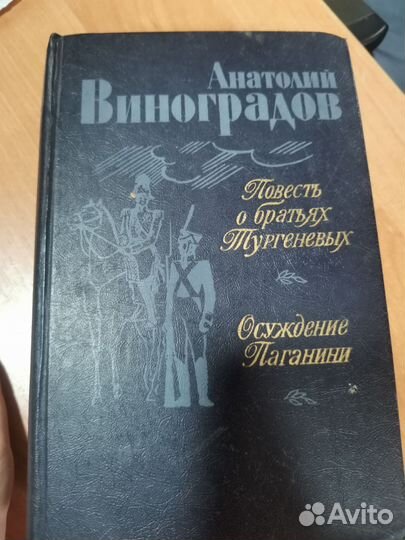 Анатолий
Виноградов
Повесть
о братьях
Тургеневых
Осуждение
Паганини
Avito